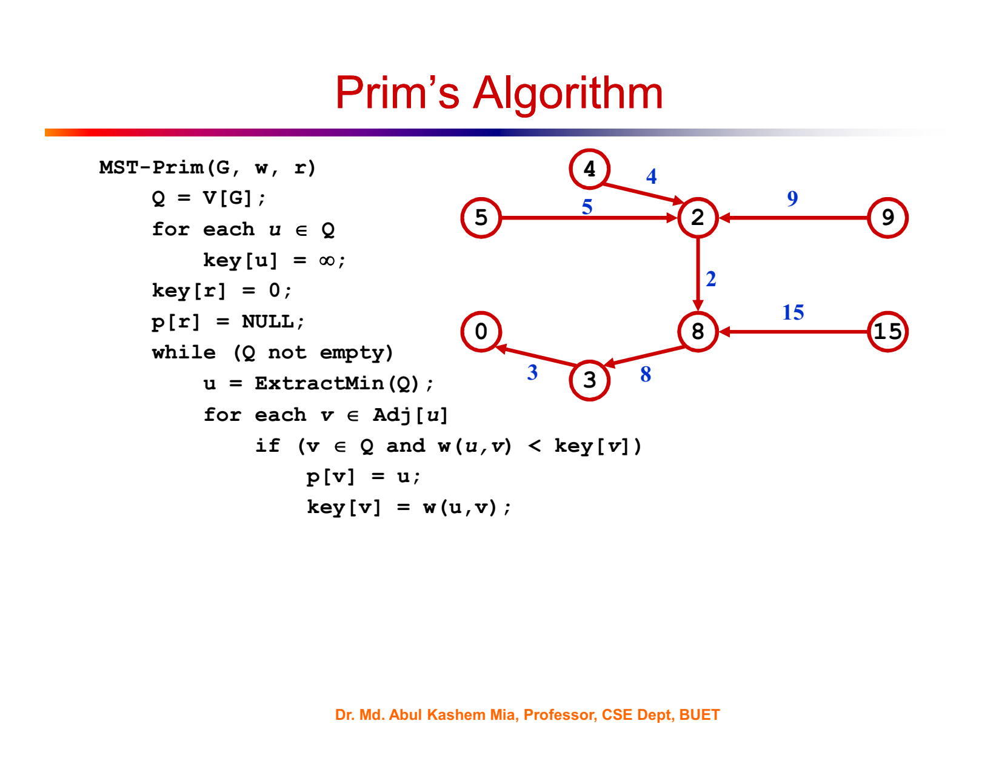 Prim’s Algorithm
MST-Prim(G, w, r)
Q = V[G];
for each u ∈ Q
key[u] = ∞;
key[r] = 0;
p[r] = NULL;
while (Q not empty)
u = ExtractMin(Q);
for each v ∈ Adj[u]
if (v ∈ Q and w(u,v) < key[v])
p[v] = u;
key[v] = w(u,v);
4
4
5
5
2
9
9
2
0
8
15
15
3
3
8
Dr. Md. Abul Kashem Mia, Professor, CSE Dept, BUET